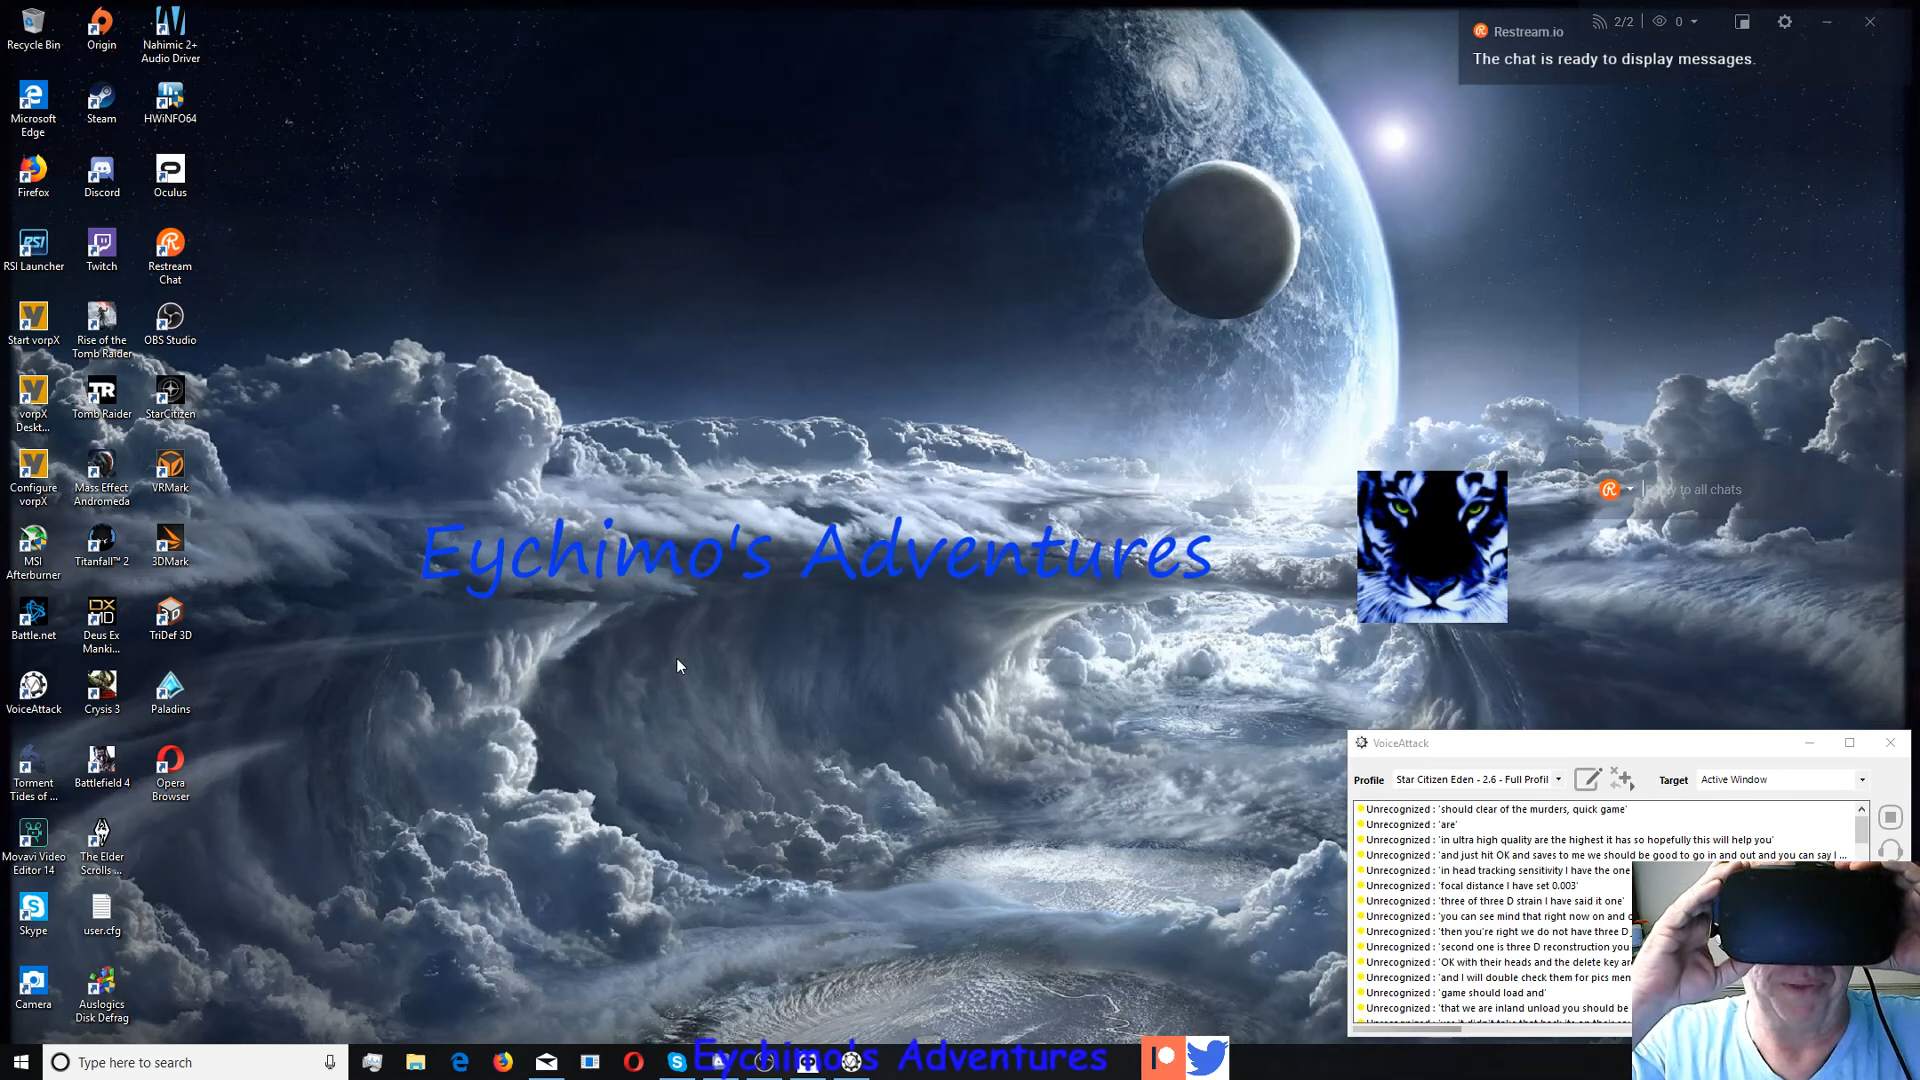 Recycle Bin
Origin
Nahimic 2+
Audio Driver
Microsoft
Edge
Steam
HWiNFO64
Firefox
Discord
Oculus
RSI Launcher
Twitch
Restream
Chat
Start vorpX
Rise of the
Tomb Raider
OBS Studio
vorpX
Deskt...
Tomb Raider
StarCitizen
Configure
vorpX
Mass Effect
Andromeda
VRMark
MSI
Afterburner
Titanfall™ 2
3DMark
Battle.net
Deus Ex
Manki...
TriDef 3D
VoiceAttack
Crysis 3
Paladins
Torment
Tides of ...
Battlefield 4
Opera
Browser
Movavi Video
Editor 14
The Elder
Scrolls ...
Skype
user.cfg
Camera
Auslogics
Disk Defrag
Restream.io
2/2
0
The chat is ready to display messages.
to all chats
Eychimo's Adventures
VoiceAttack
Profile
Star Citizen Eden - 2.6 - Full Profil
Target
Active Window
Unrecognized : 'should clear of the murders, quick game'
Unrecognized : 'are'
Unrecognized : 'in ultra high quality are the highest it has so hopefully this will help you'
Unrecognized : 'and just hit OK and saves to me we should be good to go in and out and you can say I ...
Unrecognized : 'in head tracking sensitivity I have the one
Unrecognized : 'focal distance I have set 0.003'
Unrecognized : 'three of three D strain I have said it one'
Unrecognized : 'you can see mind that right now on and
Unrecognized : 'then you're right we do not have three D
Unrecognized : 'second one is three D reconstruction you
Unrecognized : 'OK with their heads and the delete key ar
Unrecognized : 'and I will double check them for pics men
Unrecognized : 'game should load and'
Unrecognized : 'that we are inland unload you should be
Type here to search
Eychimo's Adventures